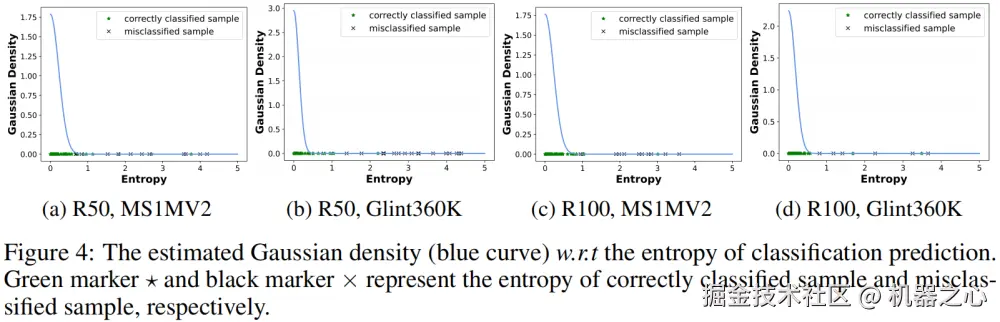 correctly classified sample
misclassified sample
Gaussian Density
1.75
1.50
1.25
1.00
0.75
0.50
0.25
0.00
0 1 2 3 4 5
Entropy
(a) R50, MS1MV2
correctly classified sample
misclassified sample
Gaussian Density
3.0
2.5
2.0
1.5
1.0
0.5
0.0
0 1 2 3 4 5
Entropy
(b) R50, Glint360K
correctly classified sample
misclassified sample
Gaussian Density
1.75
1.50
1.25
1.00
0.75
0.50
0.25
0.00
0 1 2 3 4 5
Entropy
(c) R100, MS1MV2
correctly classified sample
misclassified sample
Gaussian Density
2.0
1.5
1.0
0.5
0.0
0 1 2 3 4 5
Entropy
(d) R100, Glint360K
Figure 4: The estimated Gaussian density (blue curve) w.r.t the entropy of classification prediction.
Green marker ⋆ and black marker × represent the entropy of correctly classified sample and misclas-
sified sample, respectively.
掘金技术社区 @ 机器之心